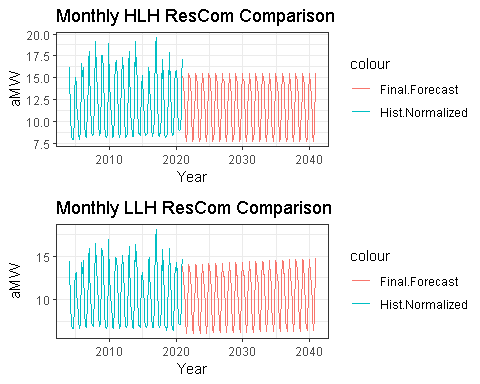 Monthly HLH ResCom Comparison
20.0
17.5
15.0
12.5
10.0
7.5
aMW
2010
2020
2030
2040
Year
colour
Final.Forecast
Hist.Normalized
Monthly LLH ResCom Comparison
15
10
aMW
2010
2020
2030
2040
Year
colour
Final.Forecast
Hist.Normalized